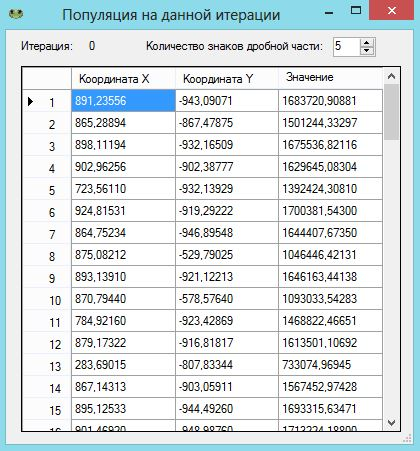 Популяция на данной итерации
Итерация: 0 Количество знаков дробной части: 5
Координата X Координата Y Значение
1 891,23556 -943,09071 1683720,90881
2 865,28894 -867,47875 1501244,33297
3 898,11194 -932,16509 1675536,82116
4 902,96256 -902,38777 1629645,08304
5 723,56110 -932,13929 1392424,30810
6 924,81531 -919,29222 1700381,54300
7 864,75234 -946,89548 1644407,67350
8 875,08212 -529,79025 1046446,42131
9 893,13910 -921,12213 1646163,44138
10 870,79440 -578,57640 1093033,54283
11 784,92160 -923,42869 1468822,46651
12 879,17322 -916,81817 1613501,10692
13 283,69015 -807,83344 733074,96945
14 867,14313 -903,05911 1567452,97428
15 895,12533 -944,49260 1693315,63471